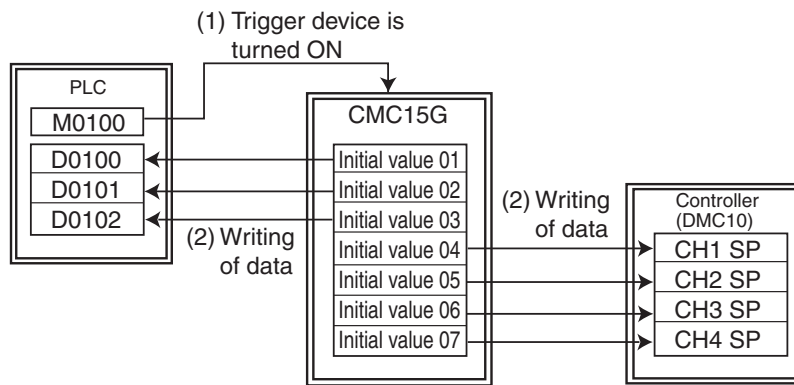 (1) Trigger device is
turned ON
PLC
M0100
D0100
D0101
D0102
(2) Writing
of data
CMC15G
Initial value 01
Initial value 02
Initial value 03
Initial value 04
Initial value 05
Initial value 06
Initial value 07
(2) Writing
of data
Controller
(DMC10)
CH1 SP
CH2 SP
CH3 SP
CH4 SP